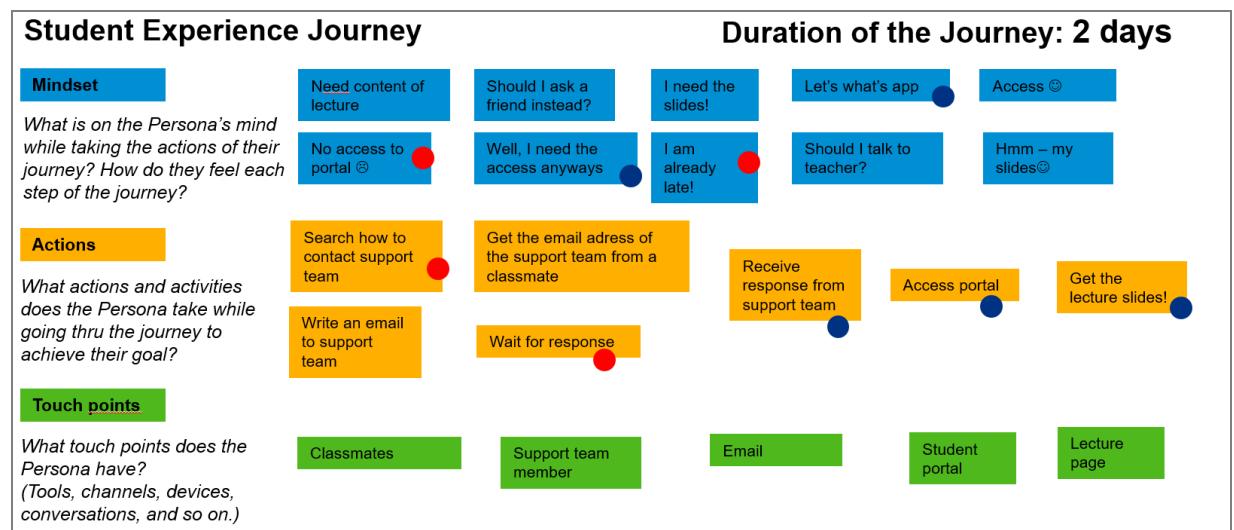 Student Experience Journey
Duration of the Journey: 2 days
Mindset
What is on the Persona's mind
while taking the actions of their
journey? How do they feel each
step of the journey?
Need content of
lecture
Should I ask a
friend instead?
I need the
slides!
Let's what's app
Access ☺
No access to
portal ☹
Well, I need the
access anyways
I am
already
late!
Should I talk to
teacher?
Hmm – my
slides☺
Actions
What actions and activities
does the Persona take while
going thru the journey to
achieve their goal?
Search how to
contact support
team
Get the email adress of
the support team from a
classmate
Receive
response from
support team
Access portal
Get the
lecture slides!
Write an email
to support
team
Wait for response
Touch points
What touch points does the
Persona have?
(Tools, channels, devices,
conversations, and so on.)
Classmates
Support team
member
Email
Student
portal
Lecture
page